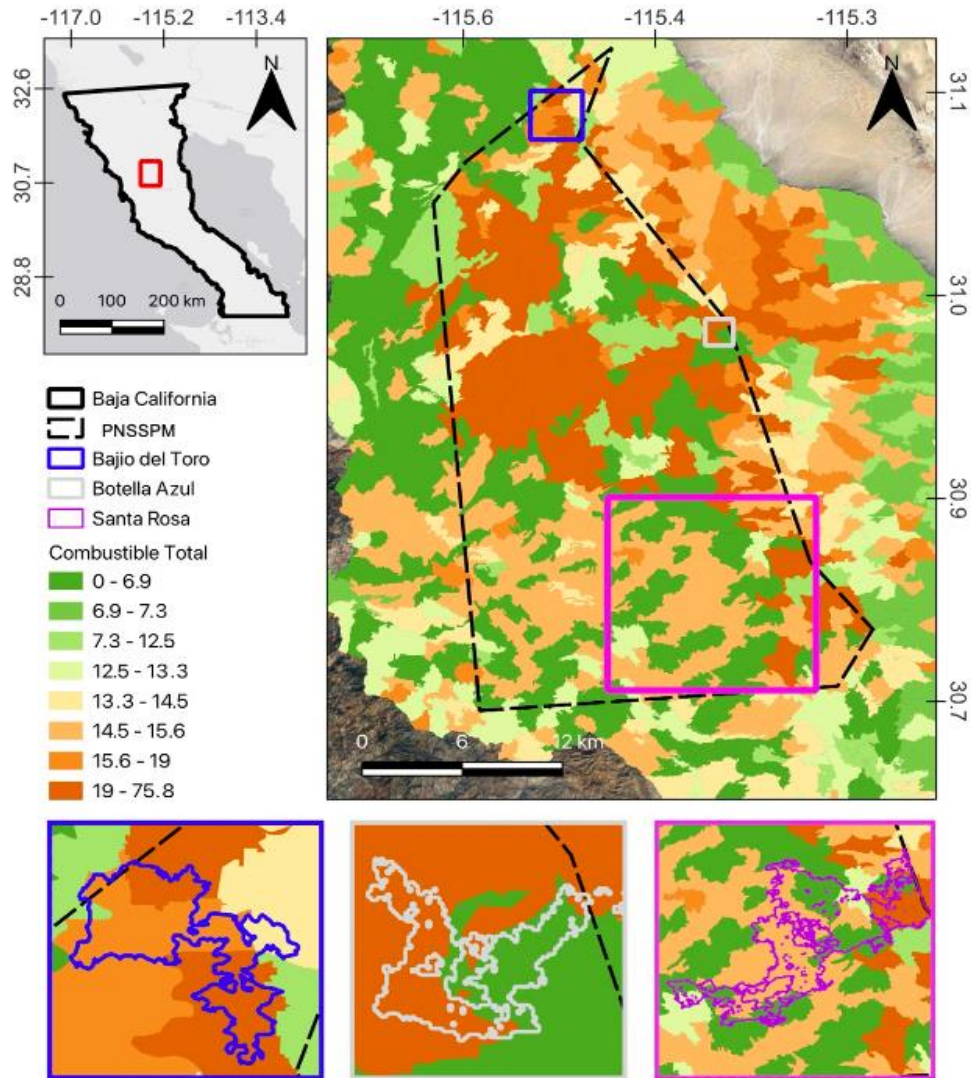 -117.0 -115.2 -113.4
32.6
30.7
28.8
N
0 100 200 km
-115.6 -115.4 -115.3
31.1
31.0
30.9
30.7
N
0 6 12 km
Baja California
PNSSPM
Bajio del Toro
Botella Azul
Santa Rosa
Combustible Total
0 - 6.9
6.9 - 7.3
7.3 - 12.5
12.5 - 13.3
13.3 - 14.5
14.5 - 15.6
15.6 - 19
19 - 75.8